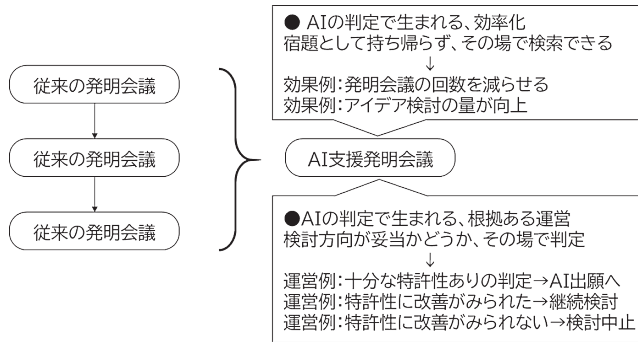 ● AIの判定で生まれる、効率化
宿題として持ち帰らず、その場で検索できる
↓
効果例：発明会議の回数を減らせる
効果例：アイデア検討の量が向上
従来の発明会議
従来の発明会議
従来の発明会議
AI支援発明会議
●AIの判定で生まれる、根拠ある運営
検討方向が妥当かどうか、その場で判定
↓
運営例：十分な特許性ありの判定→AI出願へ
運営例：特許性に改善がみられた→継続検討
運営例：特許性に改善がみられない→検討中止